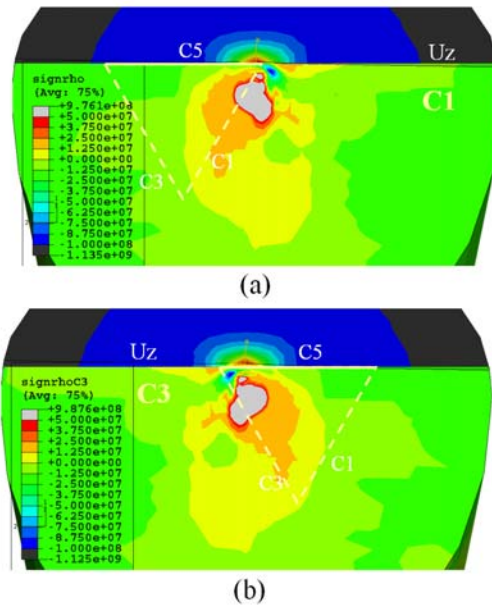 C5
Uz
signrho
(Avg: 75%)
C1
+9.761e+08
+5.000e+07
+3.750e+07
+2.500e+07
+1.250e+07
+0.000e+00
-1.250e+07
-2.500e+07
-3.750e+07
-5.000e+07
-6.250e+07
-7.500e+07
-8.750e+07
-1.000e+08
-1.135e+09
C1
C3
(a)
Uz
C5
signrhoC3
(Avg: 75%)
C3
+9.876e+08
+5.000e+07
+3.750e+07
+2.500e+07
+1.250e+07
+0.000e+00
-1.250e+07
-2.500e+07
-3.750e+07
-5.000e+07
-6.250e+07
-7.500e+07
-8.750e+07
-1.000e+08
-1.125e+09
C1
C3
(b)